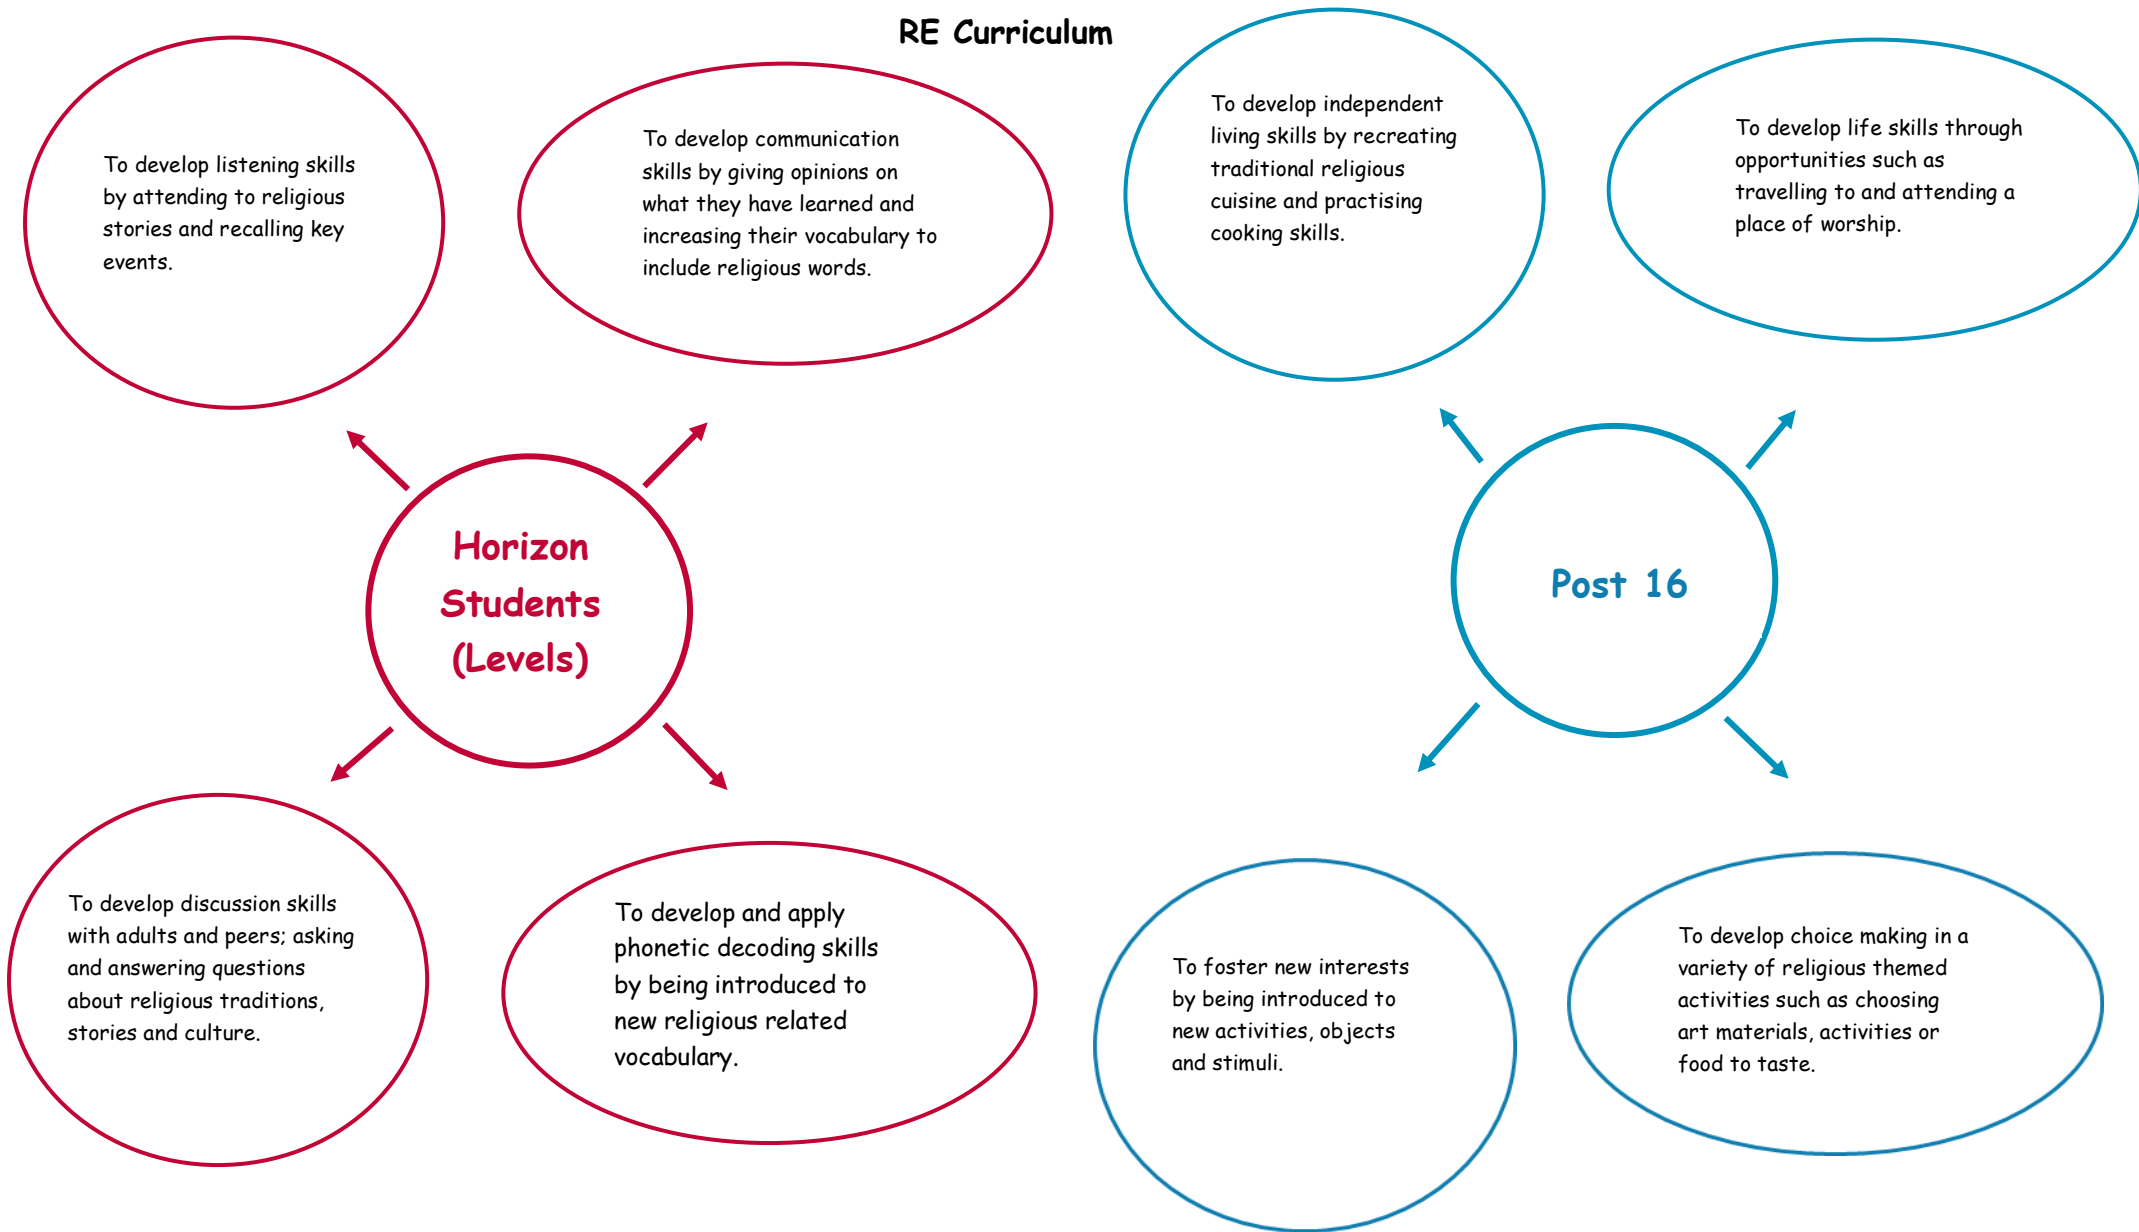 RE Curriculum
To develop listening skills
by attending to religious
stories and recalling key
events.
To develop communication
skills by giving opinions on
what they have learned and
increasing their vocabulary to
include religious words.
To develop independent
living skills by recreating
traditional religious
cuisine and practising
cooking skills.
To develop life skills through
opportunities such as
travelling to and attending a
place of worship.
Horizon
Students
(Levels)
Post 16
To develop discussion skills
with adults and peers; asking
and answering questions
about religious traditions,
stories and culture.
To develop and apply
phonetic decoding skills
by being introduced to
new religious related
vocabulary.
To foster new interests
by being introduced to
new activities, objects
and stimuli.
To develop choice making in a
variety of religious themed
activities such as choosing
art materials, activities or
food to taste.